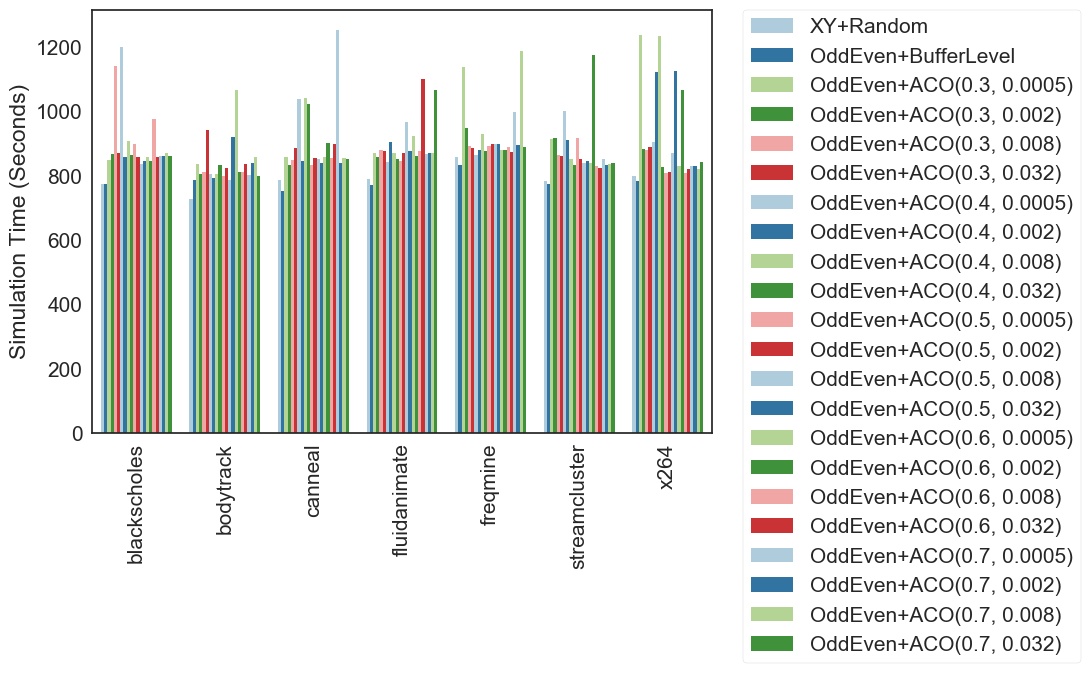 Simulation Time (Seconds)
1200
1000
800
600
400
200
0
blackscholes
bodytrack
canneal
fluidanimate
freqmine
streamcluster
x264
XY+Random
OddEven+BufferLevel
OddEven+ACO(0.3, 0.0005)
OddEven+ACO(0.3, 0.002)
OddEven+ACO(0.3, 0.008)
OddEven+ACO(0.3, 0.032)
OddEven+ACO(0.4, 0.0005)
OddEven+ACO(0.4, 0.002)
OddEven+ACO(0.4, 0.008)
OddEven+ACO(0.4, 0.032)
OddEven+ACO(0.5, 0.0005)
OddEven+ACO(0.5, 0.002)
OddEven+ACO(0.5, 0.008)
OddEven+ACO(0.5, 0.032)
OddEven+ACO(0.6, 0.0005)
OddEven+ACO(0.6, 0.002)
OddEven+ACO(0.6, 0.008)
OddEven+ACO(0.6, 0.032)
OddEven+ACO(0.7, 0.0005)
OddEven+ACO(0.7, 0.002)
OddEven+ACO(0.7, 0.008)
OddEven+ACO(0.7, 0.032)